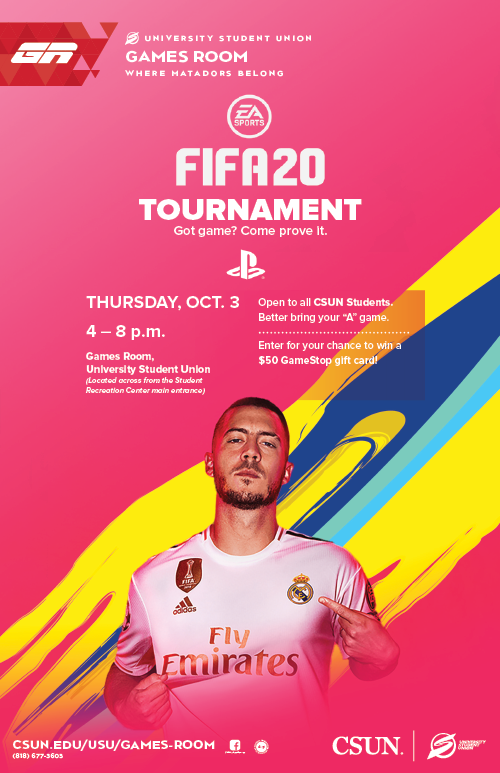 GR
UNIVERSITY STUDENT UNION
GAMES ROOM
WHERE MATADORS BELONG
EA
SPORTS
FIFA20
TOURNAMENT
Got game? Come prove it.
THURSDAY, OCT. 3
4 – 8 p.m.
Games Room,
University Student Union
(Located across from the Student
Recreation Center main entrance)
Open to all CSUN Students.
Better bring your “A” game.
Enter for your chance to win a
$50 GameStop gift card!
FIFA
adidas
Fly
Emirates
CSUN.EDU/USU/GAMES-ROOM
(818) 677-3603
CSUN.
UNIVERSITY
STUDENT
UNION